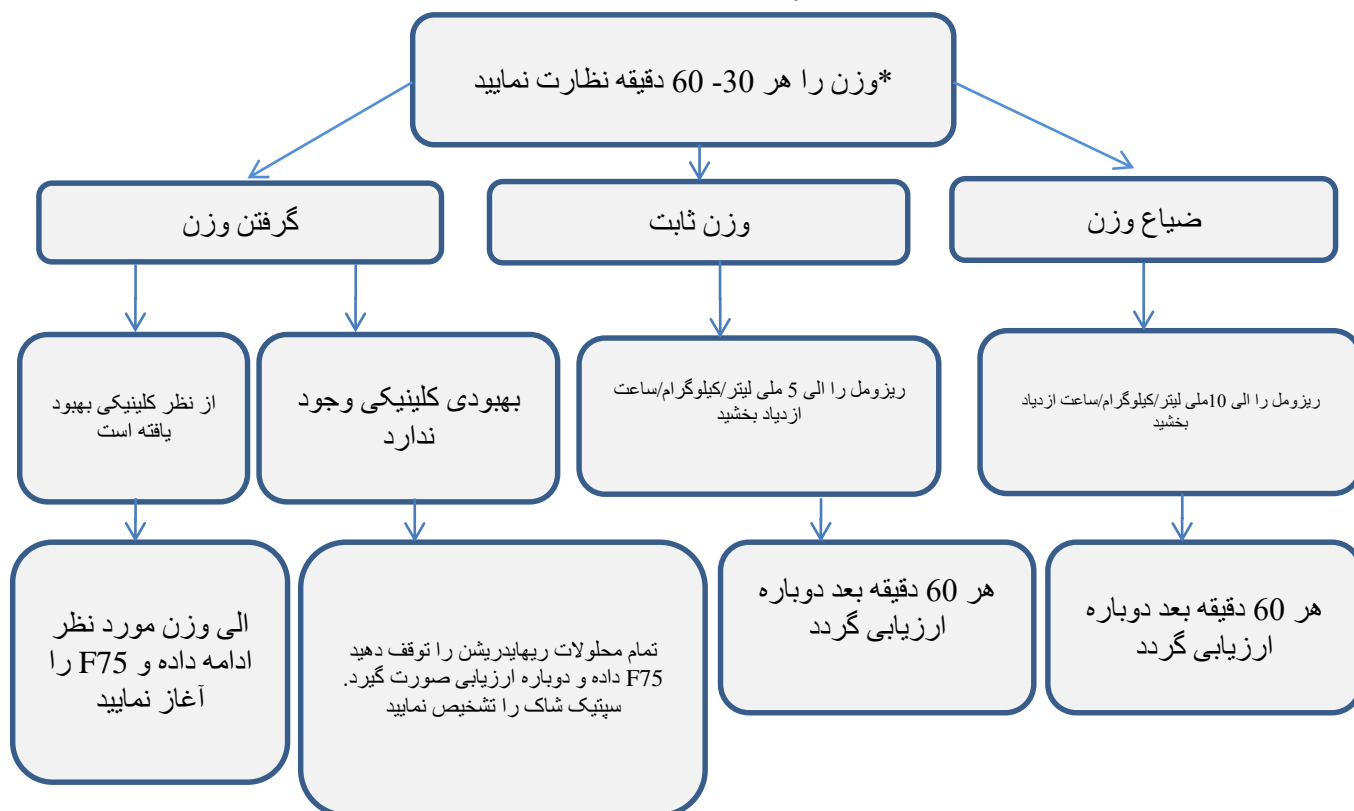 *وزن را هر 30- 60 دقیقه نظارت نمایید
ضیاع وزن
وزن ثابت
گرفتن وزن
ریزومل را الی 10ملی لیتر/کیلوگرام/ساعت ازدیاد
بخشید
ریزومل را الی 5 ملی لیتر/کیلوگرام/ساعت
ازدیاد بخشید
بهبودی کلینیکی وجود
ندارد
از نظر کلینیکی بهبود
یافته است
هر 60 دقیقه بعد دوباره
ارزیابی گردد
هر 60 دقیقه بعد دوباره
ارزیابی گردد
تمام محلولات ریهایدریشن را توقف دهید
F75 داده و دوباره ارزیابی صورت گیرد.
سپتیک شاک را تشخیص نمایید
الی وزن مورد نظر
ادامه داده و F75 را
آغاز نمایید